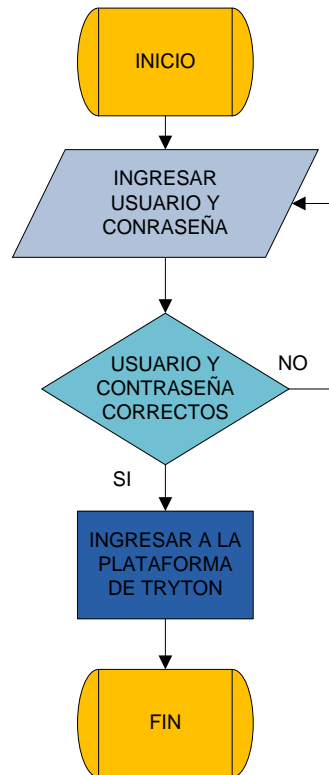 INICIO
INGRESAR
USUARIO Y
CONRASEÑA
USUARIO Y
CONTRASEÑA
CORRECTOS
NO
SI
INGRESAR A LA
PLATAFORMA
DE TRYTON
FIN